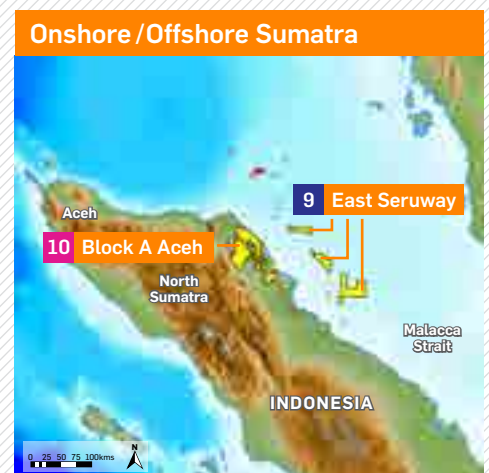 Onshore/Offshore Sumatra
9 East Seruway
Aceh
10 Block A Aceh
North
Sumatra
Malacca
Strait
INDONESIA
N
0 25 50 75 100kms